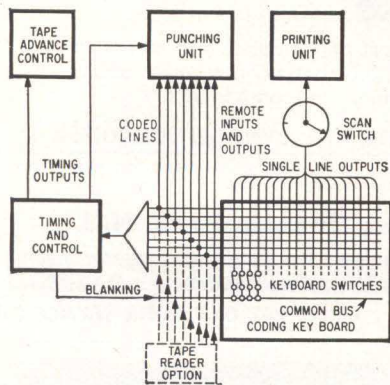 TAPE
ADVANCE
CONTROL
PUNCHING
UNIT
PRINTING
UNIT
CODED
LINES
REMOTE
INPUTS
AND
OUTPUTS
SCAN
SWITCH
TIMING
OUTPUTS
SINGLE LINE OUTPUTS
TIMING
AND
CONTROL
BLANKING
KEYBOARD SWITCHES
COMMON BUS
CODING KEY BOARD
TAPE
READER
OPTION